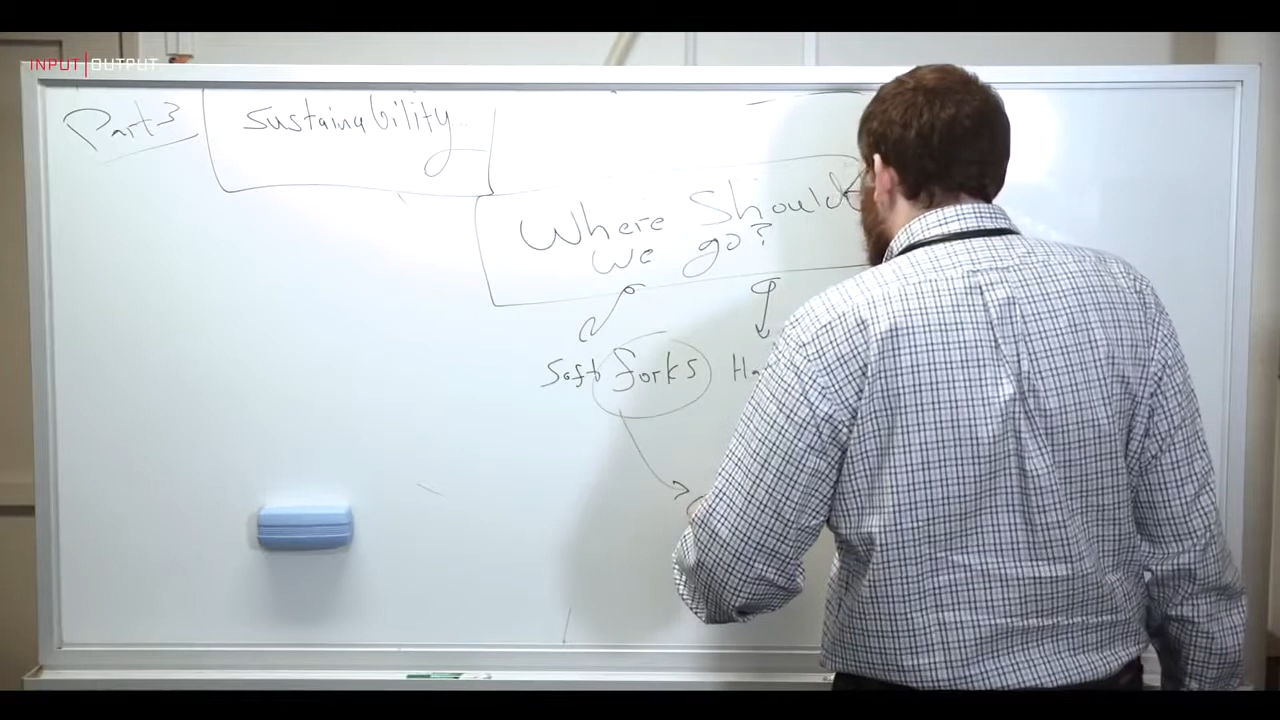 INPUT|OUTPUT
Part 3
Sustainability
Where Should
we go?
Soft forks